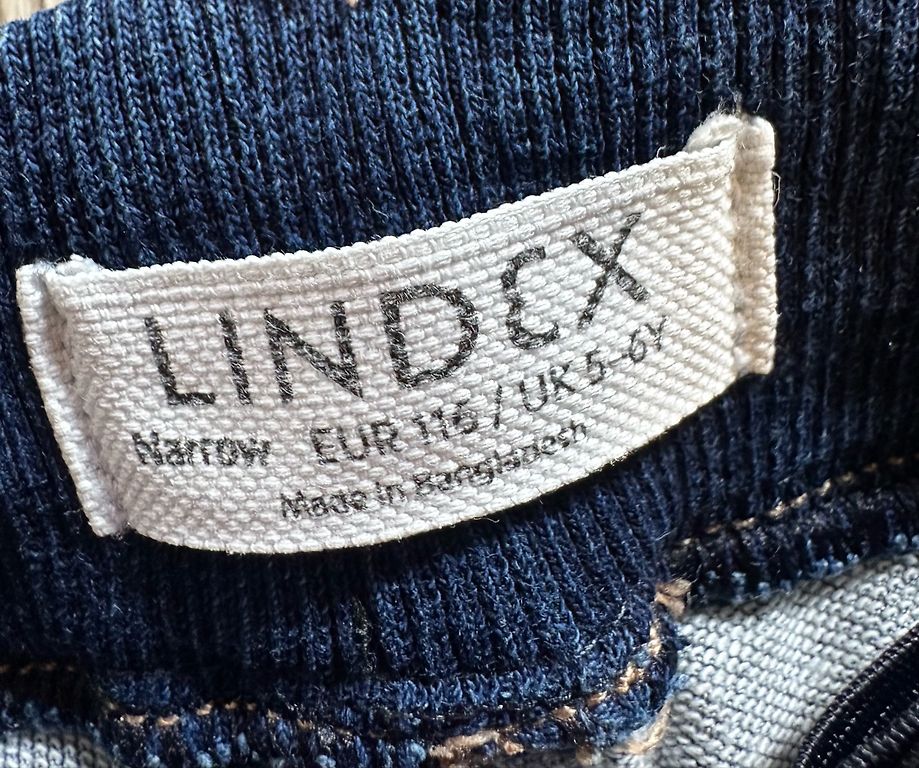 LINDEX
Narrow EUR 116 / UK 5-6Y
Made in Bangladesh